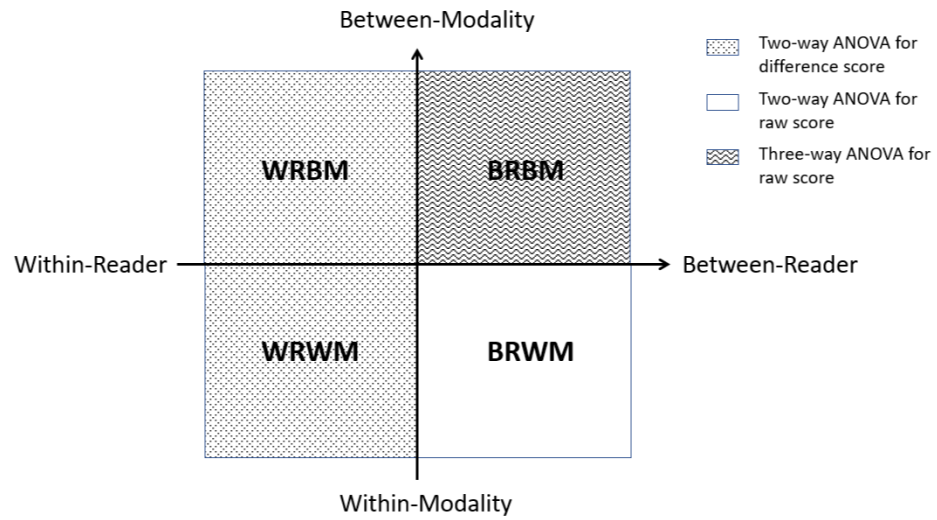 Between-Modality
Two-way ANOVA for
difference score
Two-way ANOVA for
raw score
Three-way ANOVA for
raw score
WRBM
BRBM
Within-Reader
Between-Reader
WRWM
BRWM
Within-Modality